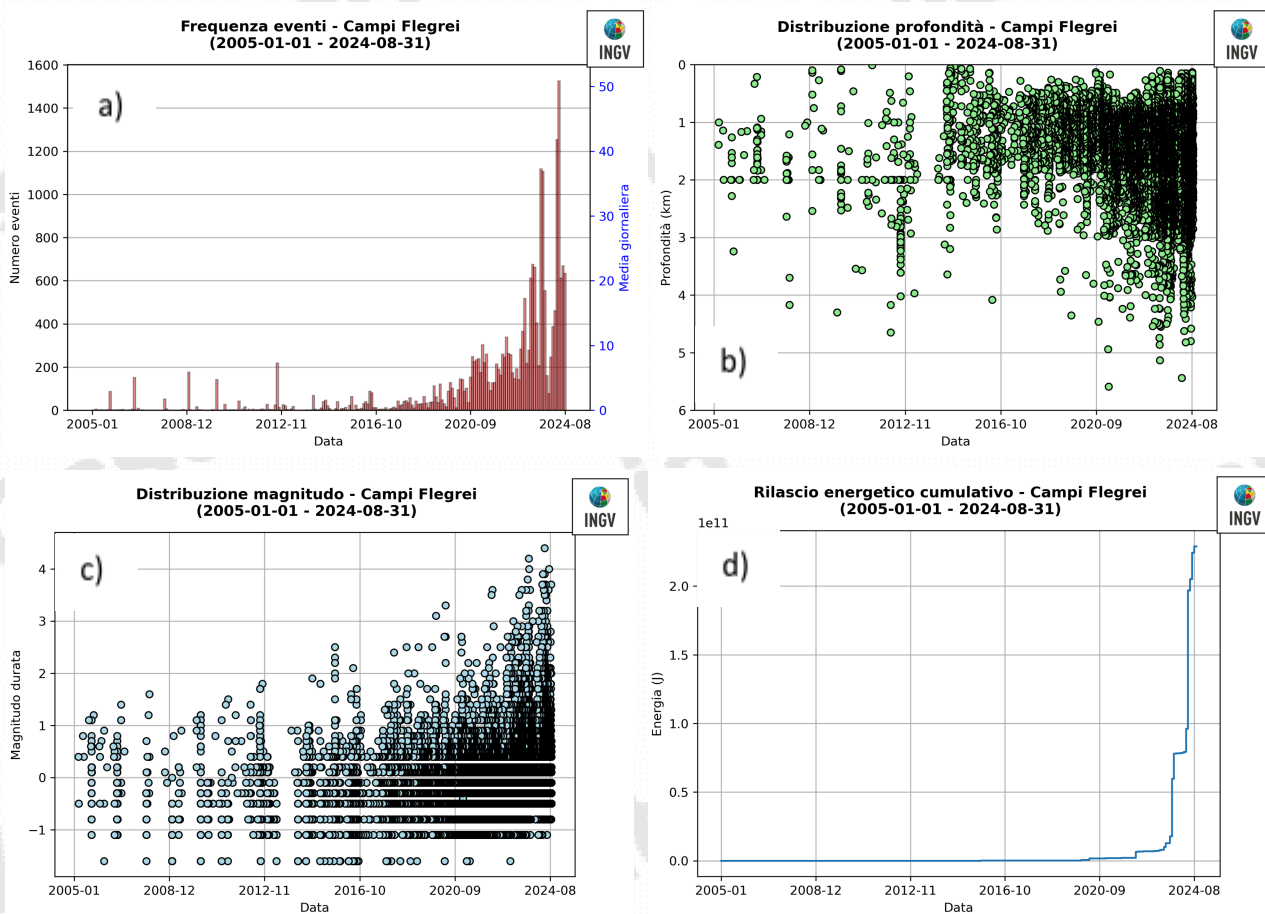 Frequenza eventi - Campi Flegrei
(2005-01-01 - 2024-08-31)
INGV
a)
1600
1400
1200
1000
800
600
400
200
0
Numero eventi
50
40
30
20
10
0
Media giornaliera
2005-01 2008-12 2012-11 2016-10 2020-09 2024-08
Data
Distribuzione profondità - Campi Flegrei
(2005-01-01 - 2024-08-31)
INGV
b)
0
1
2
3
4
5
6
Profondità (km)
2005-01 2008-12 2012-11 2016-10 2020-09 2024-08
Data
Distribuzione magnitudo - Campi Flegrei
(2005-01-01 - 2024-08-31)
INGV
c)
4
3
2
1
0
−1
Magnitudo durata
2005-01 2008-12 2012-11 2016-10 2020-09 2024-08
Data
Rilascio energetico cumulativo - Campi Flegrei
(2005-01-01 - 2024-08-31)
INGV
1e11
d)
2.0
1.5
1.0
0.5
0.0
Energia (J)
2005-01 2008-12 2012-11 2016-10 2020-09 2024-08
Data